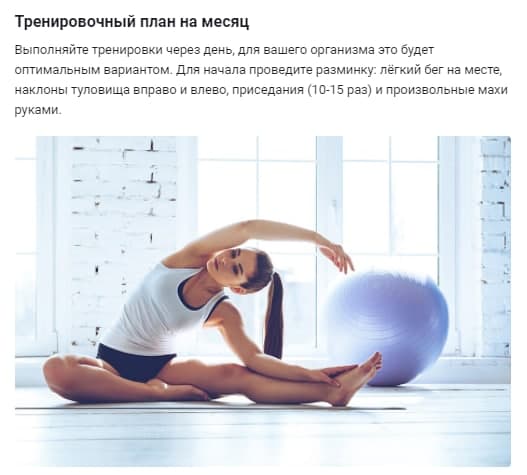 Тренировочный план на месяц
Выполняйте тренировки через день, для вашего организма это будет
оптимальным вариантом. Для начала проведите разминку: лёгкий бег на месте,
наклоны туловища вправо и влево, приседания (10-15 раз) и произвольные махи
руками.